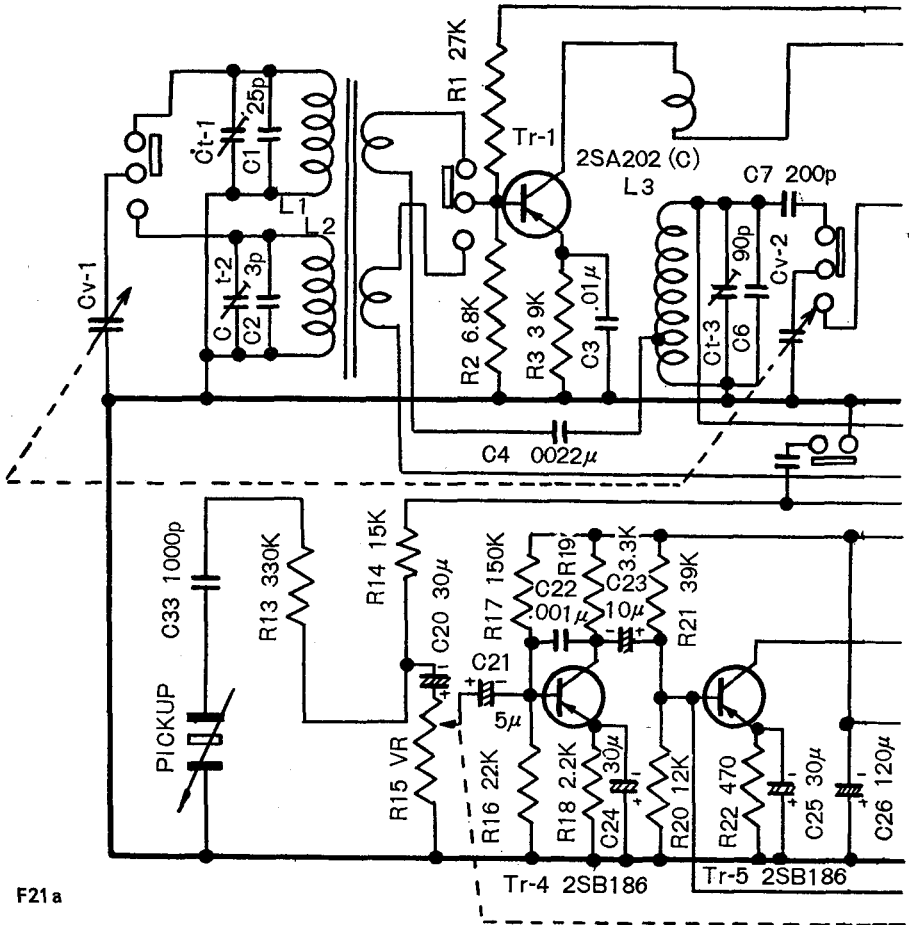 R1 27K
Ct-1
25p
C1
L1
L2
Tr-1
2SA202 (C)
L3
C7 200p
Cv-1
C t-2
3p
C2
R2 6.8K
R3 3 9K
C3 .01μ
Ct-3
90p
C6
Cv-2
C4 0022μ
C33 1000p
R13 330K
R14 15K
C20 30μ
R17 150K
C22
.001μ
R19
3.3K
C23
10μ
R21 39K
C21
5μ
PICKUP
R15 VR
R16 22K
R18 2.2K
C24 30μ
R20 12K
R22 470
C25 30μ
C26 120μ
Tr-4 2SB186
Tr-5 2SB186
F21a